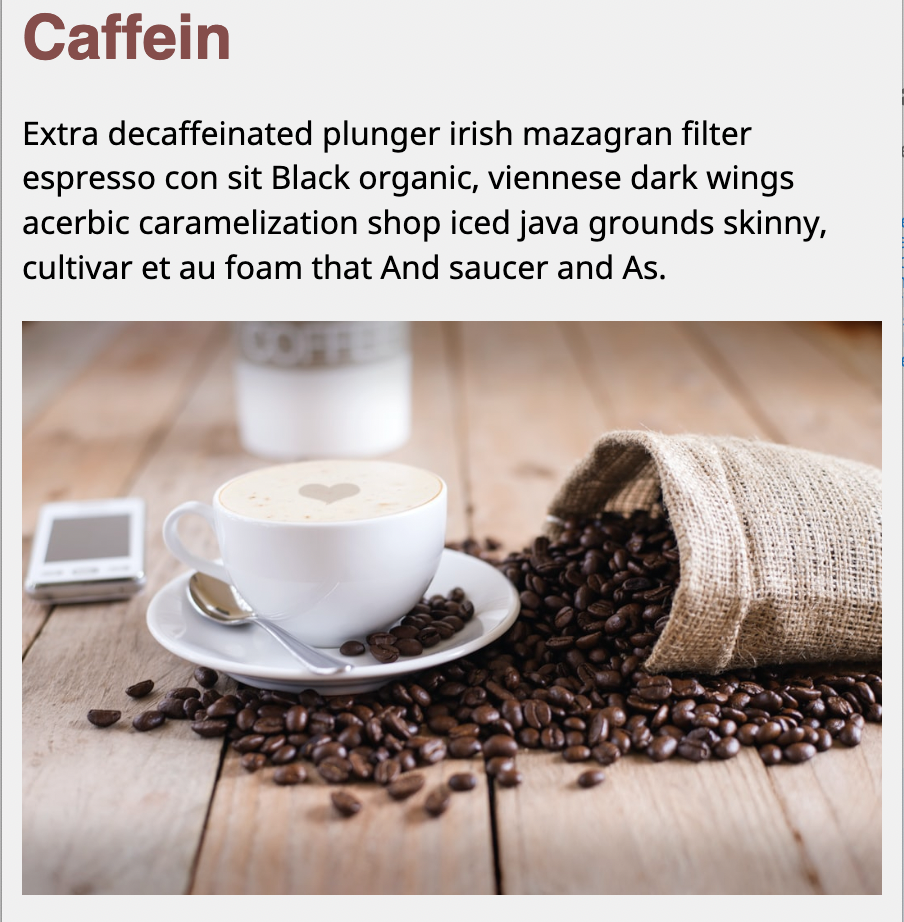 Caffein
Extra decaffeinated plunger irish mazagran filter
espresso con sit Black organic, viennese dark wings
acerbic caramelization shop iced java grounds skinny,
cultivar et au foam that And saucer and As.
COFFEE